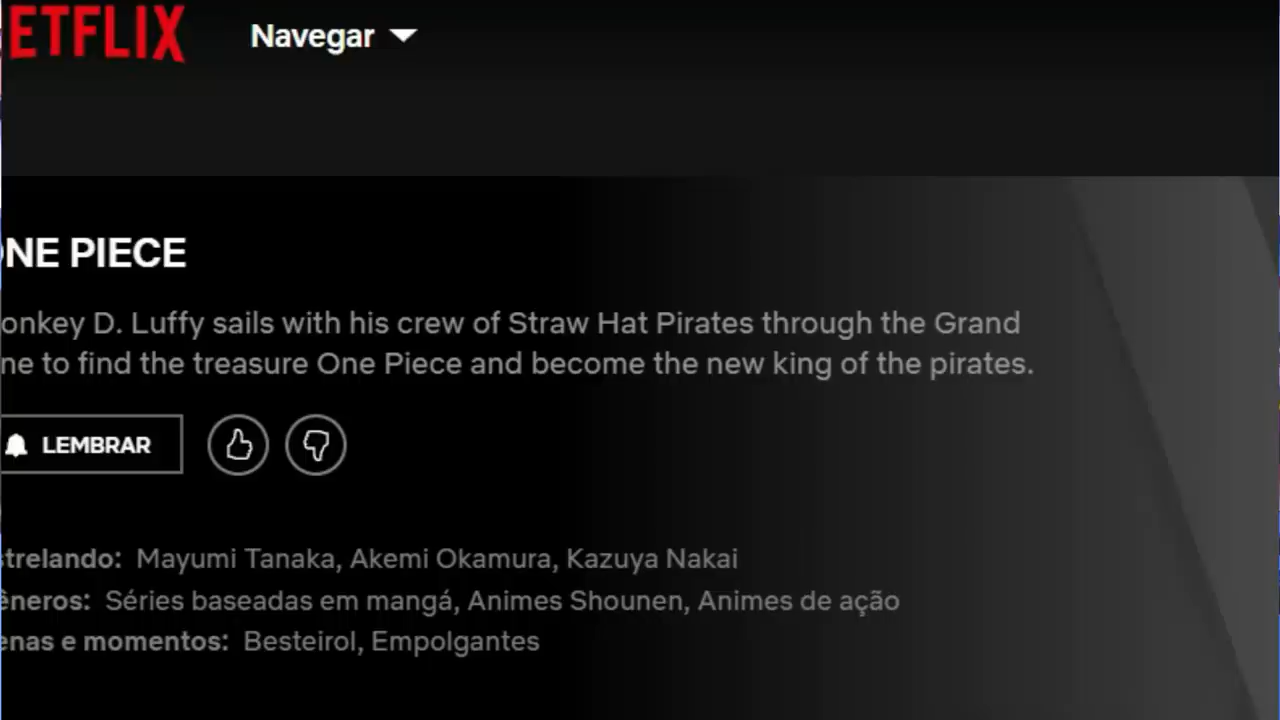 ETFLIX Navegar
ONE PIECE
onkey D. Luffy sails with his crew of Straw Hat Pirates through the Grand
ne to find the treasure One Piece and become the new king of the pirates.
LEMBRAR
strelando: Mayumi Tanaka, Akemi Okamura, Kazuya Nakai
êneros: Séries baseadas em mangá, Animes Shounen, Animes de ação
enas e momentos: Besteirol, Empolgantes